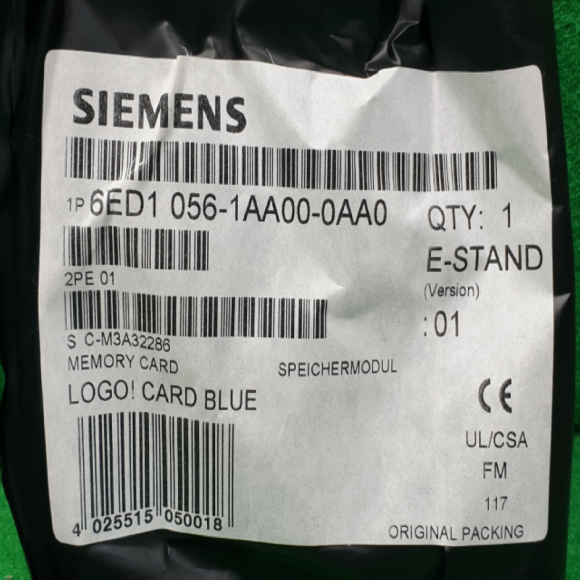 SIEMENS
1P 6ED1 056-1AA00-0AA0
QTY: 1
2PE 01
E-STAND
(Version)
: 01
S C-M3A32286
MEMORY CARD SPEICHERMODUL
LOGO! CARD BLUE
CE
UL/CSA
FM
117
4 025515 050018
ORIGINAL PACKING